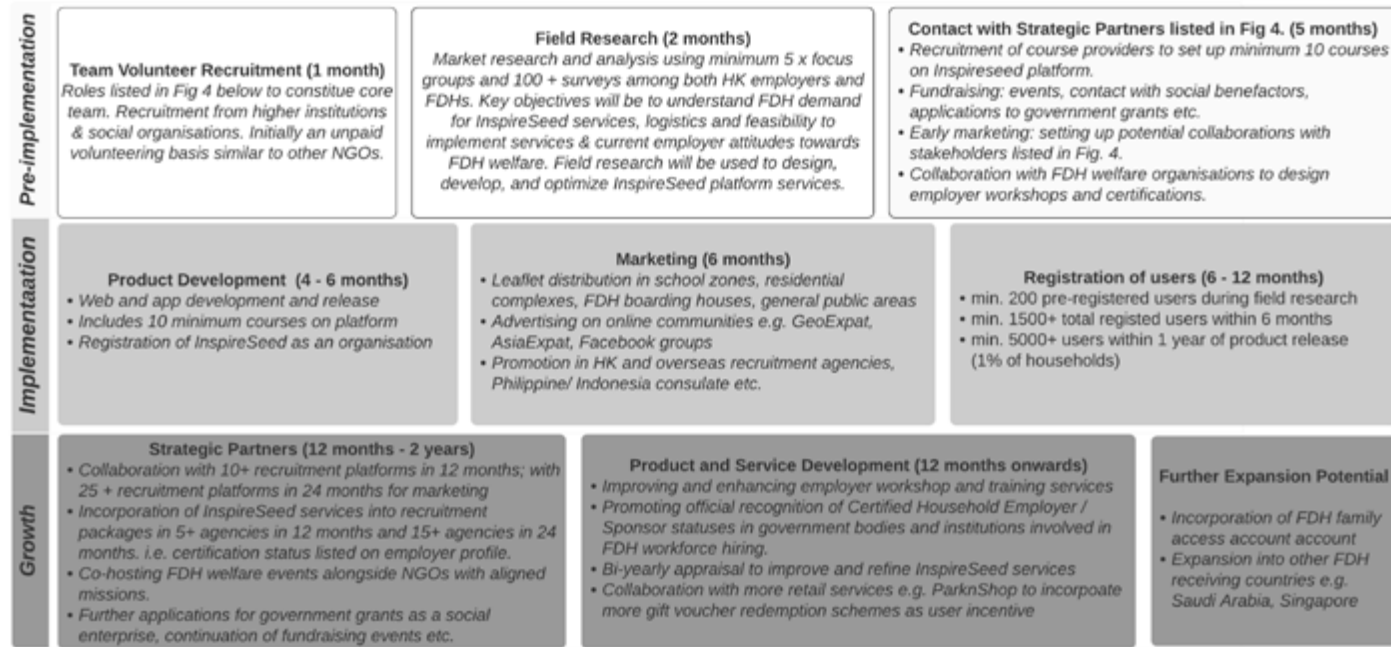 Pre-implementation
Team Volunteer Recruitment (1 month)
Roles listed in Fig 4 below to constitute core
team. Recruitment from higher institutions
& social organisations. Initially an unpaid
volunteering basis similar to other NGOs.
Field Research (2 months)
Market research and analysis using minimum 5 x focus
groups and 100 + surveys among both HK employers and
FDHs. Key objectives will be to understand FDH demand
for InspireSeed services, logistics and feasibility to
implement services & current employer attitudes towards
FDH welfare. Field research will be used to design,
develop, and optimize InspireSeed platform services.
Contact with Strategic Partners listed in Fig 4. (5 months)
• Recruitment of course providers to set up minimum 10 courses
on Inspireseed platform.
• Fundraising: events, contact with social benefactors,
applications to government grants etc.
• Early marketing: setting up potential collaborations with
stakeholders listed in Fig. 4.
• Collaboration with FDH welfare organisations to design
employer workshops and certifications.
Implementaation
Product Development (4 - 6 months)
• Web and app development and release
• Includes 10 minimum courses on platform
• Registration of InspireSeed as an organisation
Marketing (6 months)
• Leaflet distribution in school zones, residential
complexes, FDH boarding houses, general public areas
• Advertising on online communities e.g. GeoExpat,
AsiaExpat, Facebook groups
• Promotion in HK and overseas recruitment agencies,
Philippine/ Indonesia consulate etc.
Registration of users (6 - 12 months)
• min. 200 pre-registered users during field research
• min. 1500+ total registed users within 6 months
• min. 5000+ users within 1 year of product release
(1% of households)
Growth
Strategic Partners (12 months - 2 years)
• Collaboration with 10+ recruitment platforms in 12 months; with
25 + recruitment platforms in 24 months for marketing
• Incorporation of InspireSeed services into recruitment
packages in 5+ agencies in 12 months and 15+ agencies in 24
months. i.e. certification status listed on employer profile.
• Co-hosting FDH welfare events alongside NGOs with aligned
missions.
• Further applications for government grants as a social
enterprise, continuation of fundraising events etc.
Product and Service Development (12 months onwards)
• Improving and enhancing employer workshop and training services
• Promoting official recognition of Certified Household Employer /
Sponsor statuses in government bodies and institutions involved in
FDH workforce hiring.
• Bi-yearly appraisal to improve and refine InspireSeed services
• Collaboration with more retail services e.g. ParknShop to incorpoate
more gift voucher redemption schemes as user incentive
Further Expansion Potential
• Incorporation of FDH family
access account account
• Expansion into other FDH
receiving countries e.g.
Saudi Arabia, Singapore